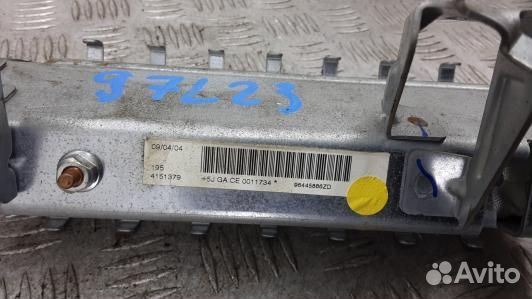 97L23
09/04/04
195
4151379
*5J GA CE 0011734 *
96445886ZD
Avito